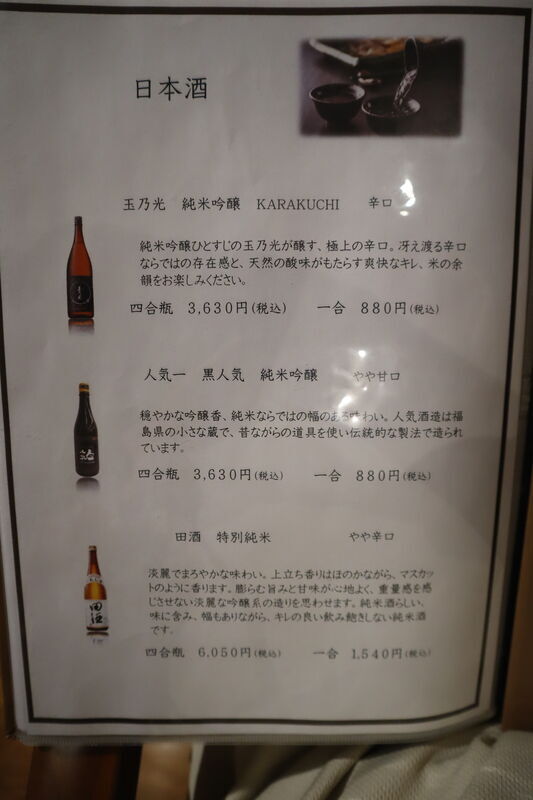 日本酒
玉乃光 純米吟醸 KARAKUCHI 辛口
純米吟醸ひとすじの玉乃光が醸す、極上の辛口。冴え渡る辛口
ならではの存在感と、天然の酸味がもたらす爽快なキレ、米の余
韻をお楽しみください。
四合瓶 3,630円(税込) 一合 880円(税込)
人気一 黒人気 純米吟醸 やや甘口
穏やかな吟醸香、純米ならではの幅のある味わい。人気酒造は福
島県の小さな蔵で、昔ながらの道具を使い伝統的な製法で造られ
ています。
四合瓶 3,630円(税込) 一合 880円(税込)
田酒 特別純米 やや辛口
淡麗でまろやかな味わい。上立ち香りはほのかながら、マスカッ
トのように香ります。膨らむ旨みと甘味が心地よく、重量感を感
じさせない淡麗な吟醸系の造りを思わせます。純米酒らしい、
味に含み、幅もありながら、キレの良い飲み飽きしない純米酒
です。
田酒
四合瓶 6,050円(税込) 一合 1,540円(税込)